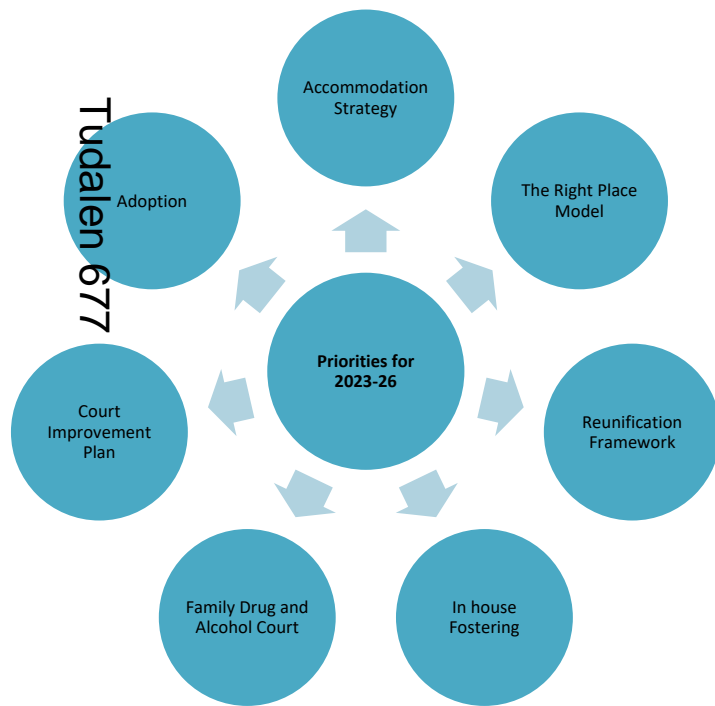 Accommodation
Strategy
The Right Place
Model
Reunification
Framework
In house
Fostering
Family Drug and
Alcohol Court
Court
Improvement
Plan
Adoption
Priorities for
2023-26
Tudalen 677